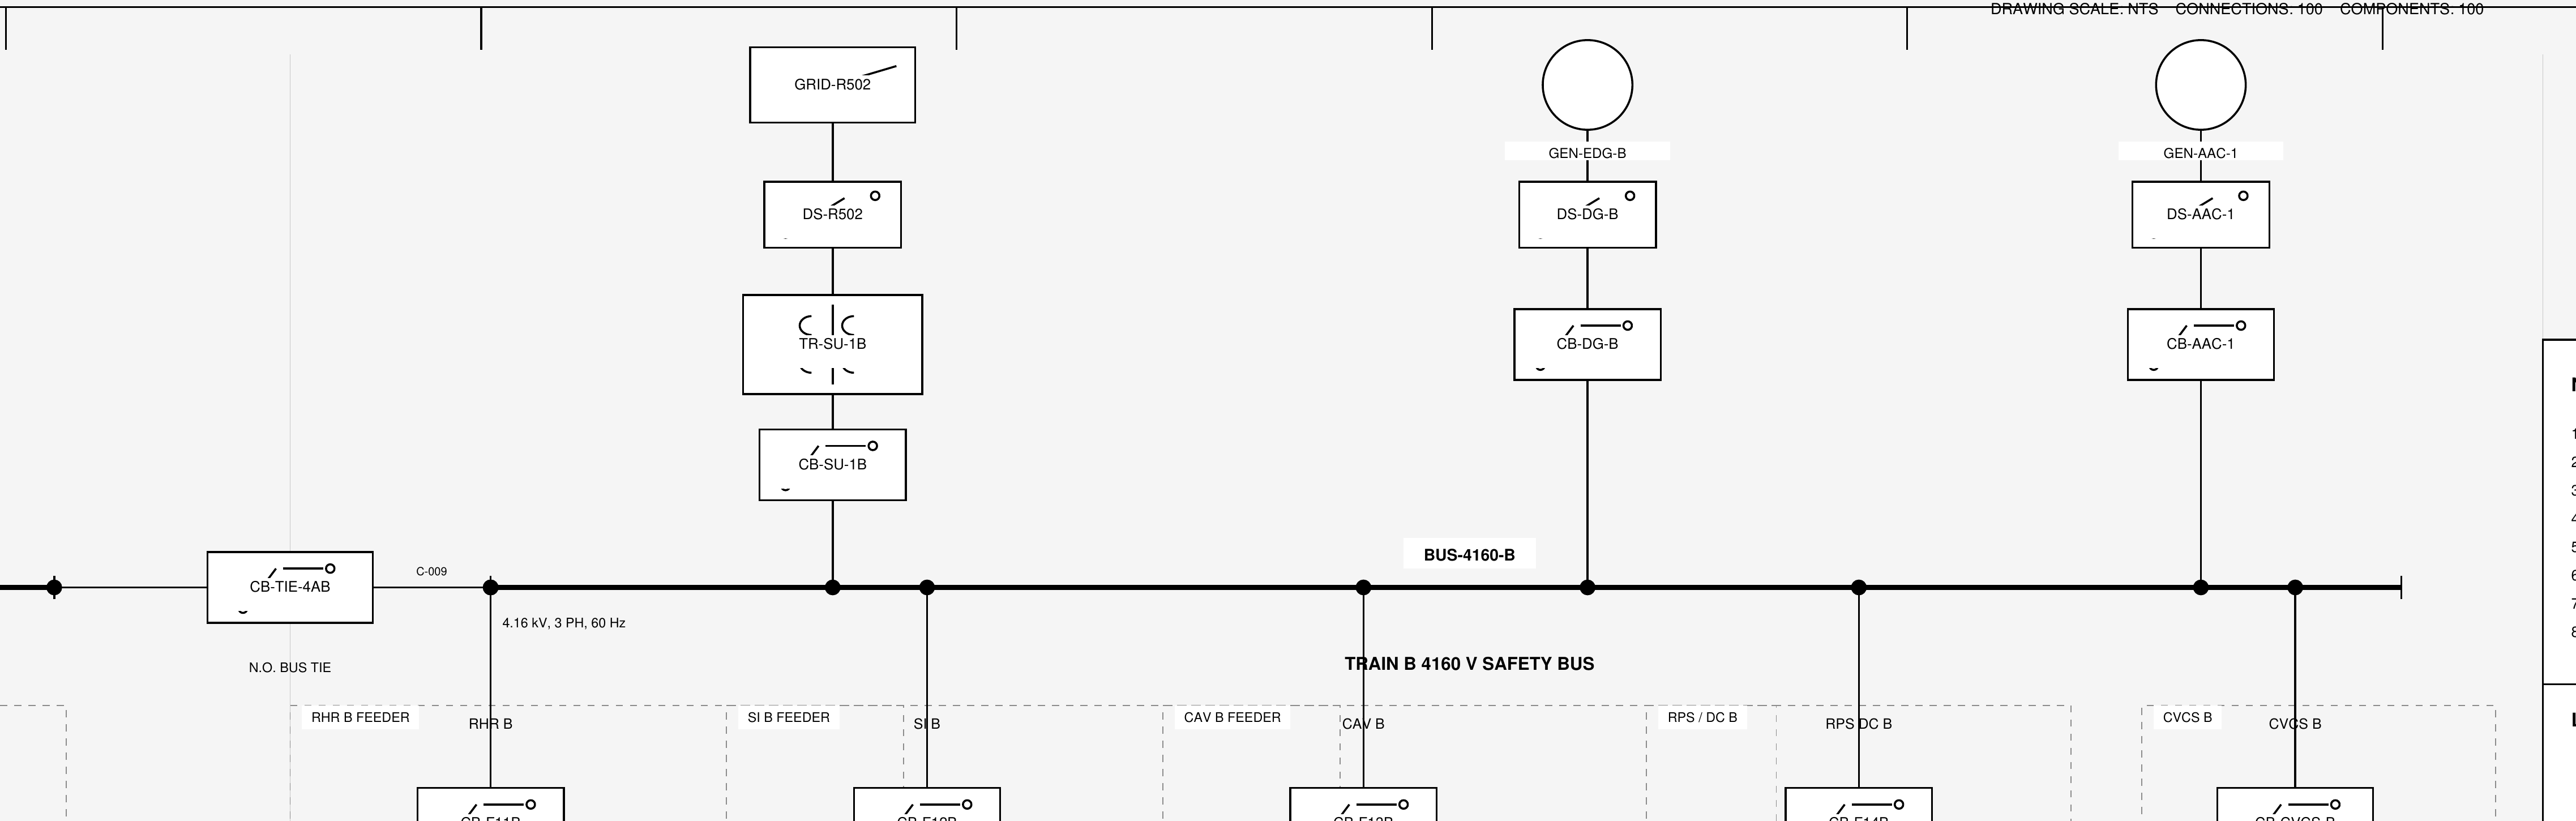 DRAWING SCALE: NTS CONNECTIONS: 100 COMPONENTS: 100
GRID-R502
GEN-EDG-B
GEN-AAC-1
DS-R502
DS-DG-B
DS-AAC-1
TR-SU-1B
CB-DG-B
CB-AAC-1
CB-SU-1B
BUS-4160-B
C-009
CB-TIE-4AB
4.16 kV, 3 PH, 60 Hz
N.O. BUS TIE
TRAIN B 4160 V SAFETY BUS
RHR B FEEDER
RHR B
SI B FEEDER
SI B
CAV B FEEDER
CAV B
RPS / DC B
RPS DC B
CVCS B
CVCS B